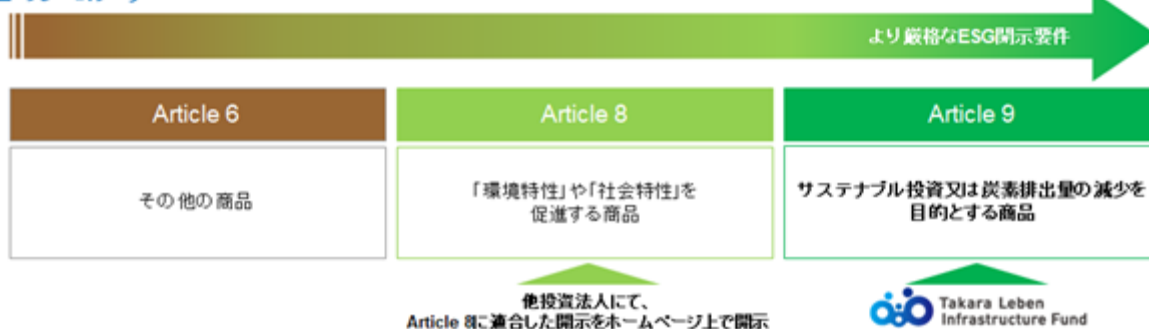 より厳格なESG開示要件
Article 6
Article 8
Article 9
その他の商品
「環境特性」や「社会特性」を
促進する商品
サステナブル投資又は炭素排出量の減少を
目的とする商品
他投資法人にて、
Article 8に適合した開示をホームページ上で開示
Takara Leben
Infrastructure Fund